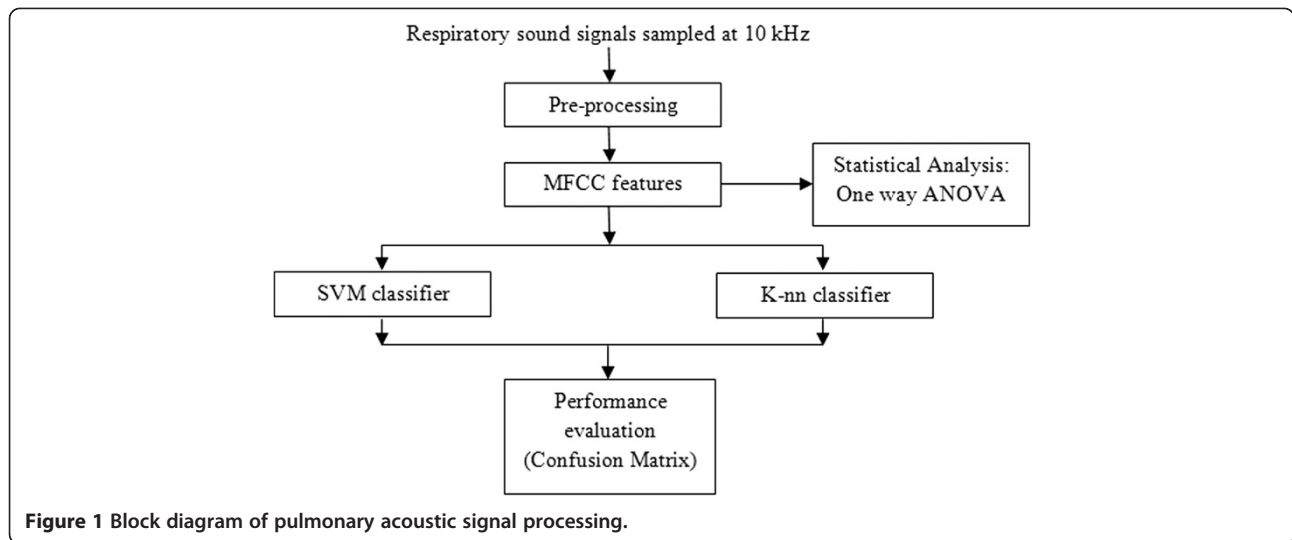 Respiratory sound signals sampled at 10 kHz
Pre-processing
MFCC features
Statistical Analysis:
One way ANOVA
SVM classifier
K-nn classifier
Performance
evaluation
(Confusion Matrix)
Figure 1 Block diagram of pulmonary acoustic signal processing.